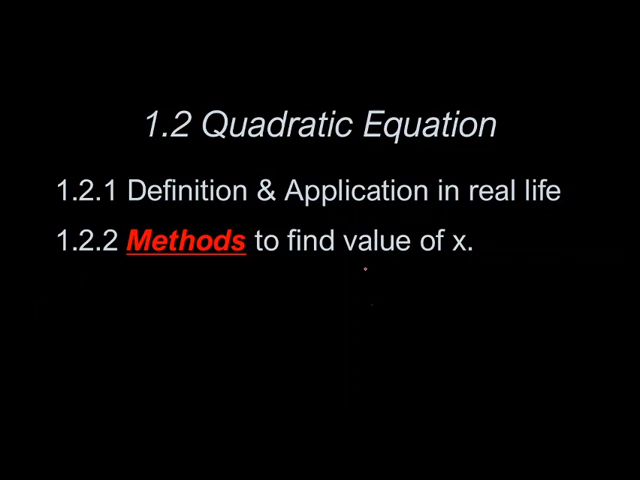 1.2 Quadratic Equation
1.2.1 Definition & Application in real life
1.2.2 Methods to find value of x.